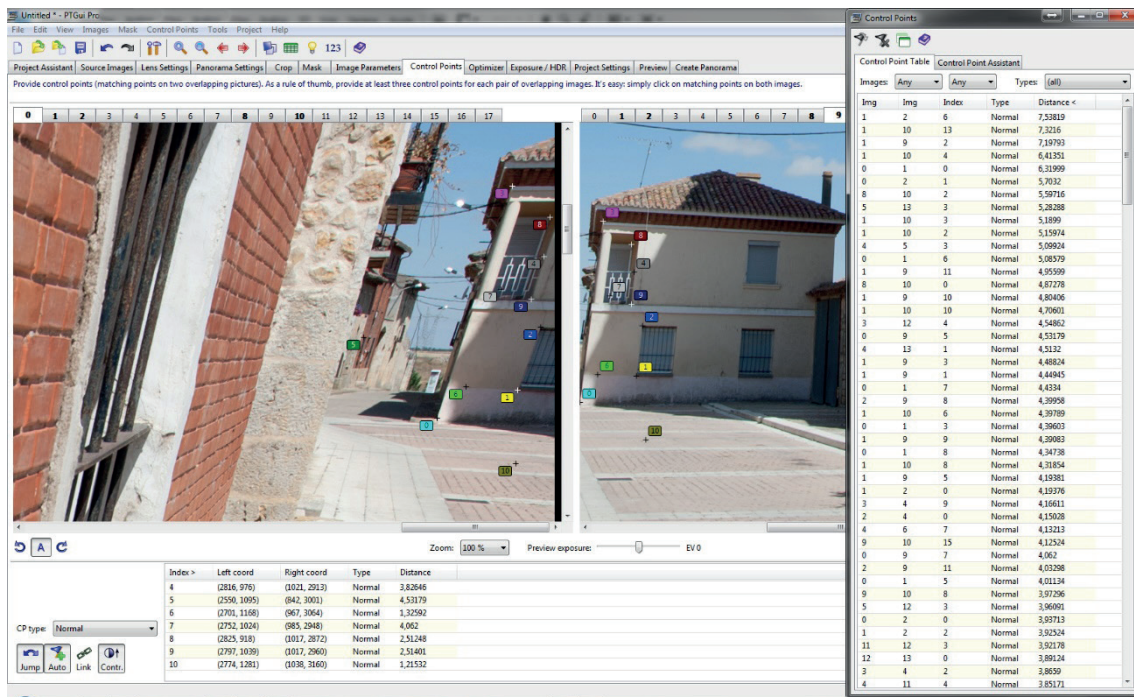 Untitled * - PTGui Pro
File Edit View Images Mask Control Points Tools Project Help
123
Project Assistant Source Images Lens Settings Panorama Settings Crop Mask Image Parameters Control Points Optimizer Exposure / HDR Project Settings Preview Create Panorama
Provide control points (matching points on two overlapping pictures). As a rule of thumb, provide at least three control points for each pair of overlapping images. It's easy: simply click on matching points on both images.
0 1 2 3 4 5 6 7 8 9 10 11 12 13 14 15 16 17
0 1 2 3 4 5 6 7 8 9
3
8
4
7
9
2
5
6
1
0
10
3
8
4
7
9
2
6
1
0
10
A
Zoom: 100 % Preview exposure: EV 0
Index > Left coord Right coord Type Distance
4 (2816, 976) (1021, 2913) Normal 3,82646
5 (2550, 1095) (842, 3001) Normal 4,53179
6 (2701, 1168) (967, 3064) Normal 1,32592
7 (2752, 1024) (985, 2948) Normal 4,062
8 (2825, 918) (1017, 2872) Normal 2,51248
9 (2797, 1039) (1017, 2960) Normal 2,51401
10 (2774, 1281) (1038, 3160) Normal 1,21532
CP type: Normal
Jump Auto Link Contr.
Control Points
Control Point Table Control Point Assistant
Images: Any Any Types: (all)
Img Img Index Type Distance <
1 2 6 Normal 7,53819
1 10 13 Normal 7,3216
1 9 2 Normal 7,19793
1 10 4 Normal 6,41351
0 1 0 Normal 6,31999
0 2 1 Normal 5,7032
8 10 2 Normal 5,59716
5 13 3 Normal 5,28288
1 10 3 Normal 5,1899
1 10 2 Normal 5,15974
4 5 3 Normal 5,09924
0 1 6 Normal 5,08579
1 9 11 Normal 4,95599
8 10 0 Normal 4,87278
1 9 10 Normal 4,80406
1 10 10 Normal 4,70601
3 12 4 Normal 4,54862
0 9 5 Normal 4,53179
4 13 1 Normal 4,5132
1 9 3 Normal 4,48824
1 9 1 Normal 4,44945
0 1 7 Normal 4,4334
2 9 8 Normal 4,39958
1 10 6 Normal 4,39789
0 1 3 Normal 4,39603
1 9 9 Normal 4,39083
0 1 8 Normal 4,34738
1 10 8 Normal 4,31854
1 9 5 Normal 4,19381
1 2 0 Normal 4,19376
3 4 9 Normal 4,16611
2 4 0 Normal 4,15028
4 6 7 Normal 4,13213
9 10 15 Normal 4,12524
0 9 7 Normal 4,062
2 9 11 Normal 4,03298
0 1 5 Normal 4,01134
9 10 8 Normal 3,97296
5 12 3 Normal 3,96091
0 2 0 Normal 3,93713
1 2 2 Normal 3,92524
11 12 3 Normal 3,92178
12 13 0 Normal 3,89124
3 4 2 Normal 3,8659
4 11 4 Normal 3,85171